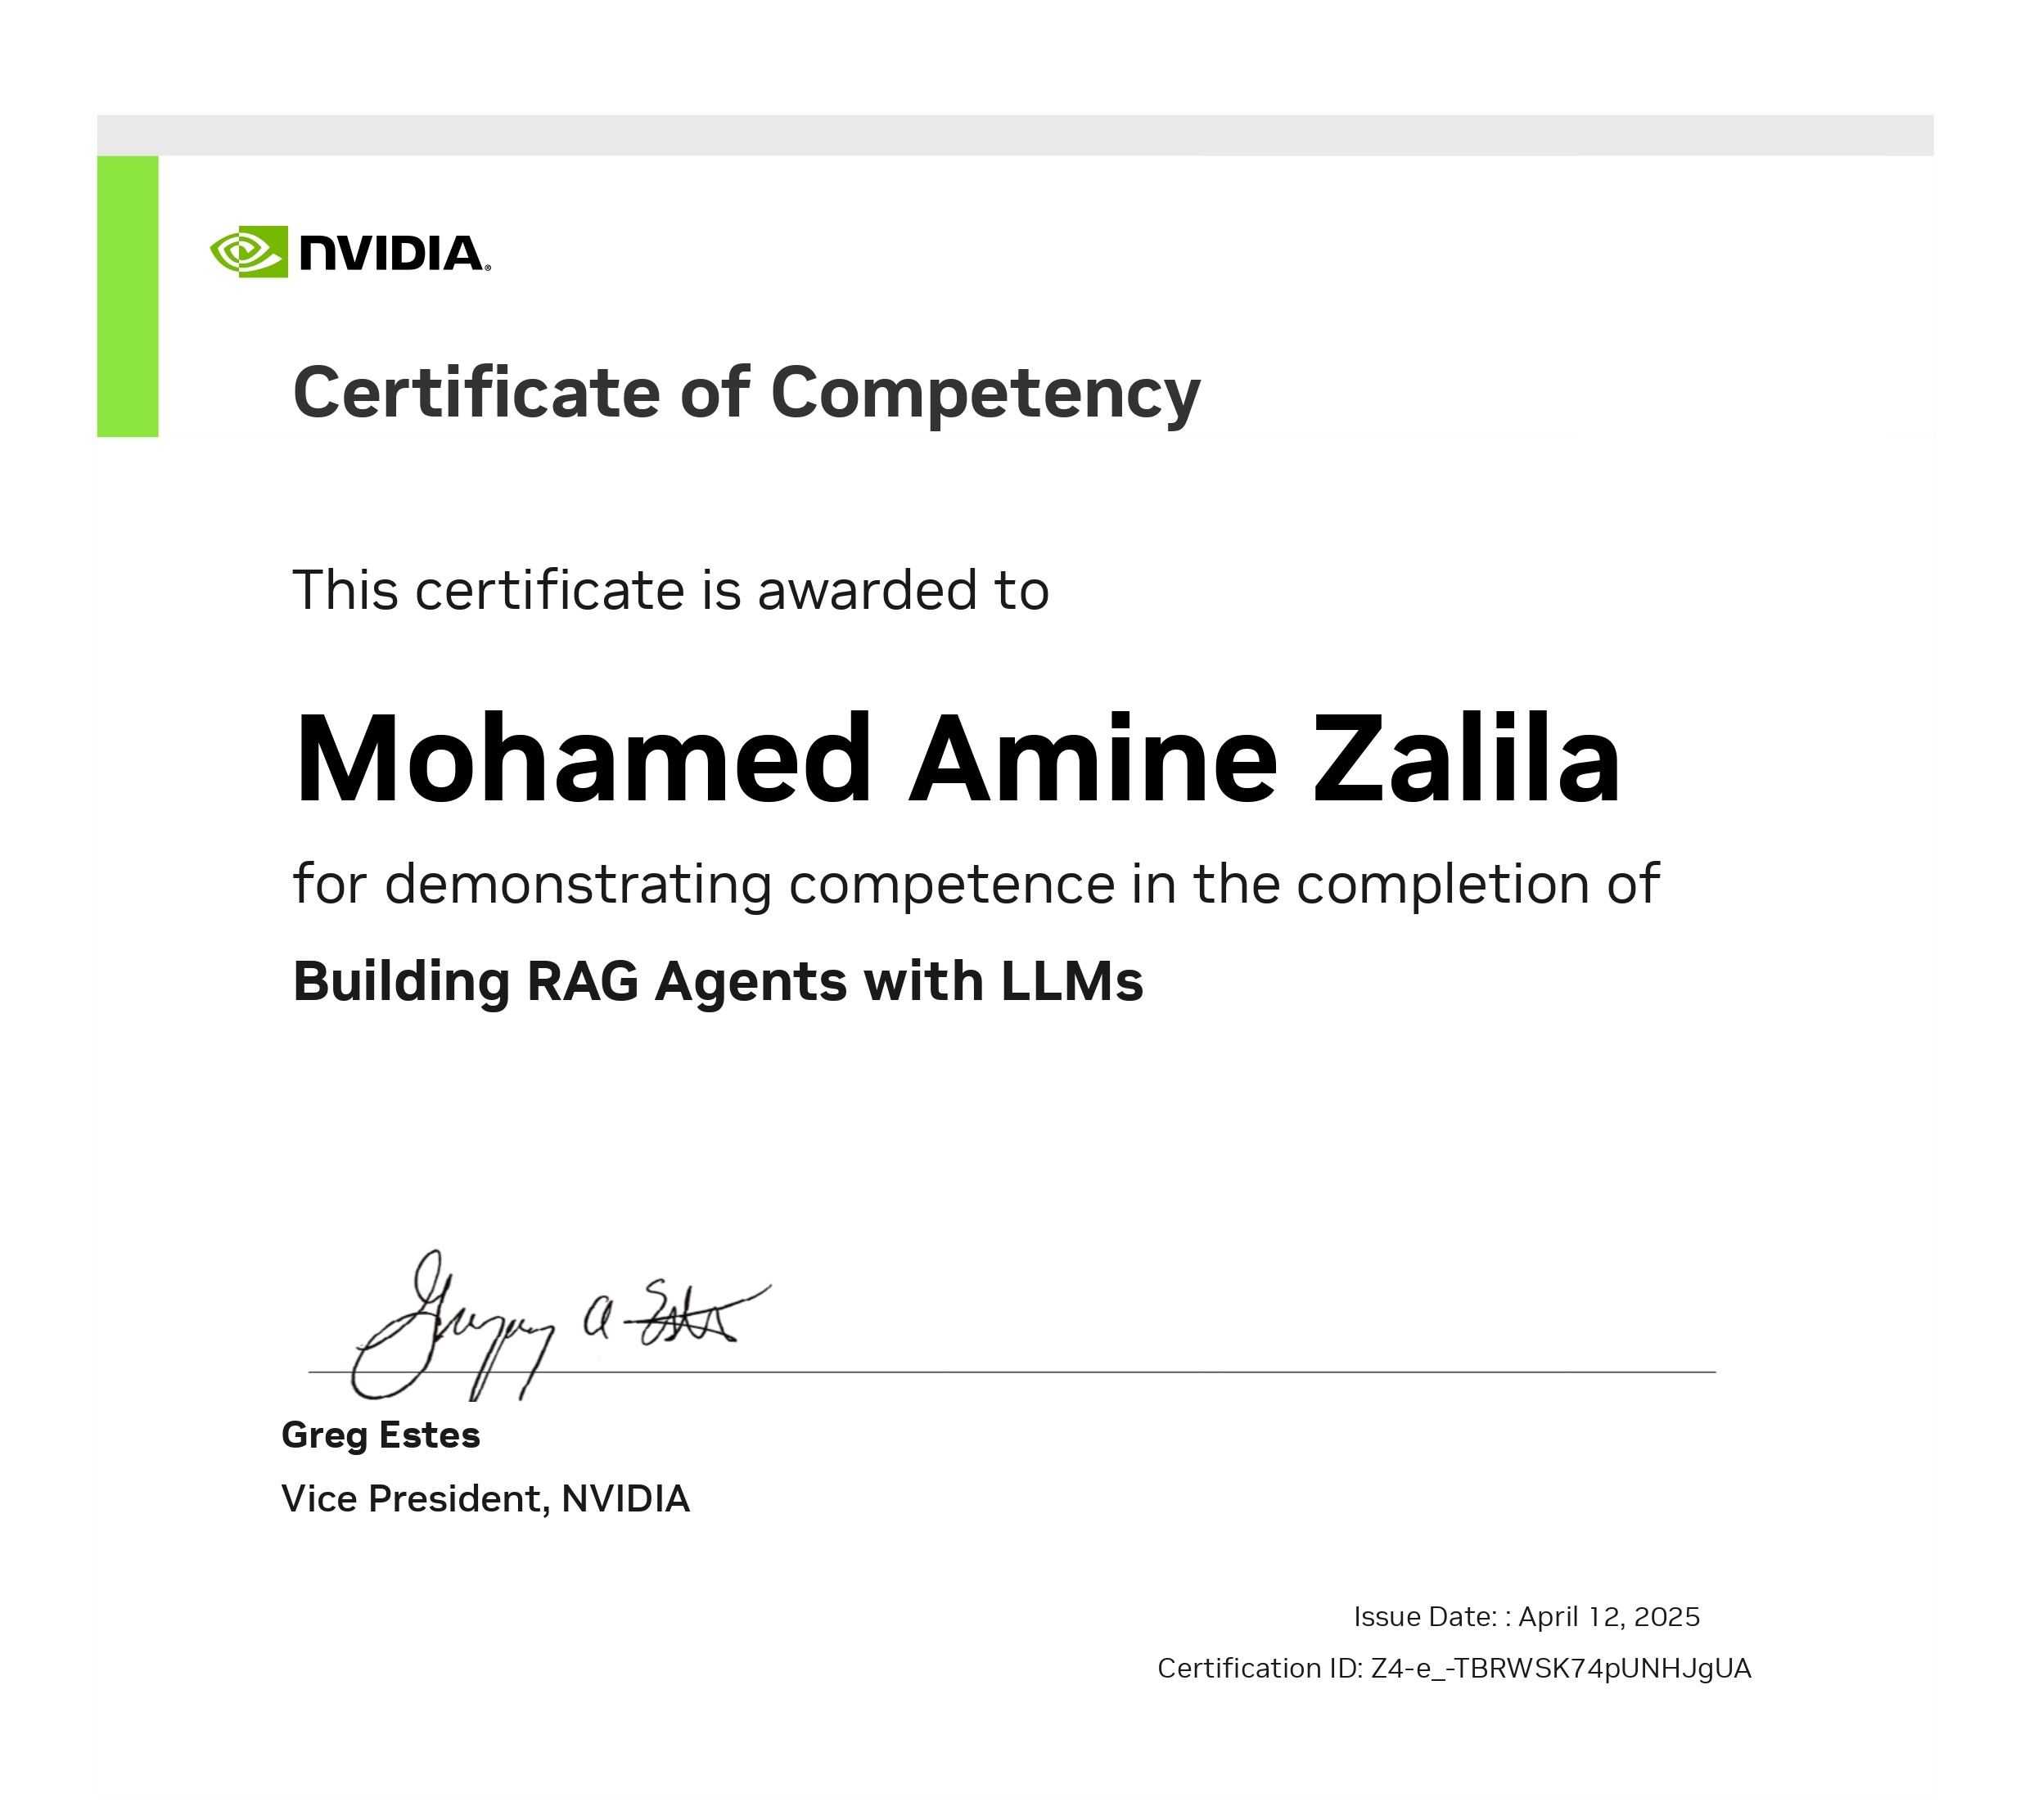 NVIDIA®
Certificate of Competency
This certificate is awarded to
Mohamed Amine Zalila
for demonstrating competence in the completion of
Building RAG Agents with LLMs
Gregory A Estes
Greg Estes
Vice President, NVIDIA
Issue Date: : April 12, 2025
Certification ID: Z4-e_-TBRWSK74pUNHJgUA